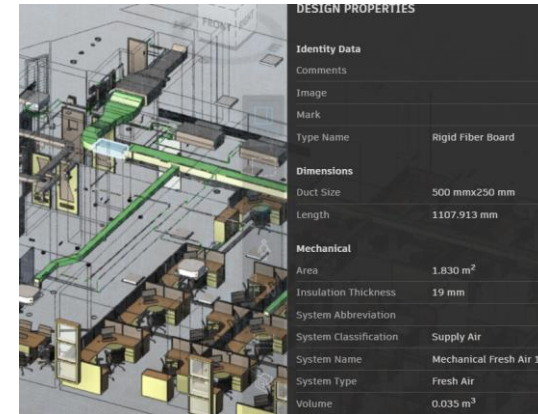 FRONT
DESIGN PROPERTIES
Identity Data
Comments
Image
Mark
Type Name Rigid Fiber Board
Dimensions
Duct Size 500 mmx250 mm
Length 1107.913 mm
Mechanical
Area 1.830 m²
Insulation Thickness 19 mm
System Abbreviation
System Classification Supply Air
System Name Mechanical Fresh Air 1
System Type Fresh Air
Volume 0.035 m³